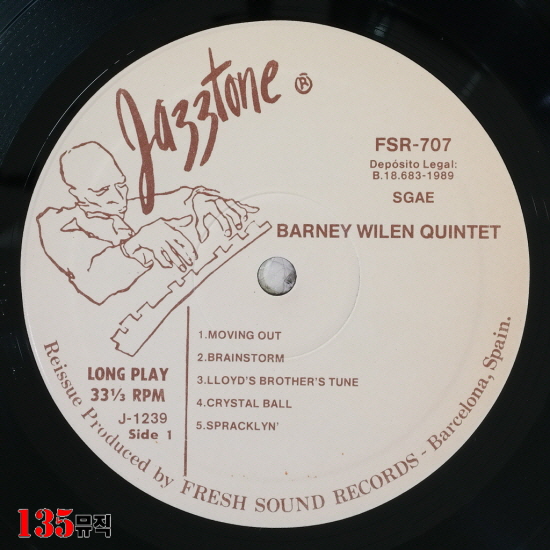 Jazztone ®
FSR-707
Depósito Legal:
B.18.683-1989
SGAE
BARNEY WILEN QUINTET
1.MOVING OUT
2.BRAINSTORM
3.LLOYD'S BROTHER'S TUNE
4.CRYSTAL BALL
5.SPRACKLYN'
LONG PLAY
33⅓ RPM
J-1239
Side 1
Reissue Produced by FRESH SOUND RECORDS - Barcelona, Spain.
135뮤직